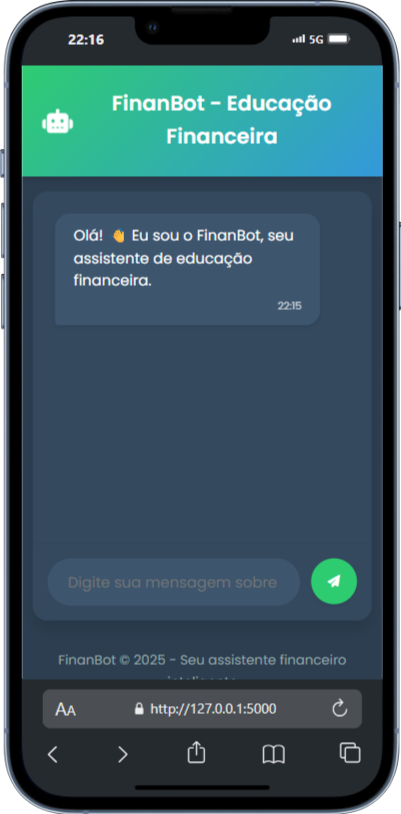 22:16
5G
FinanBot - Educação
Financeira
Olá! 👋 Eu sou o FinanBot, seu
assistente de educação
financeira.
22:15
Digite sua mensagem sobre
FinanBot © 2025 - Seu assistente financeiro
AA
http://127.0.0.1:5000